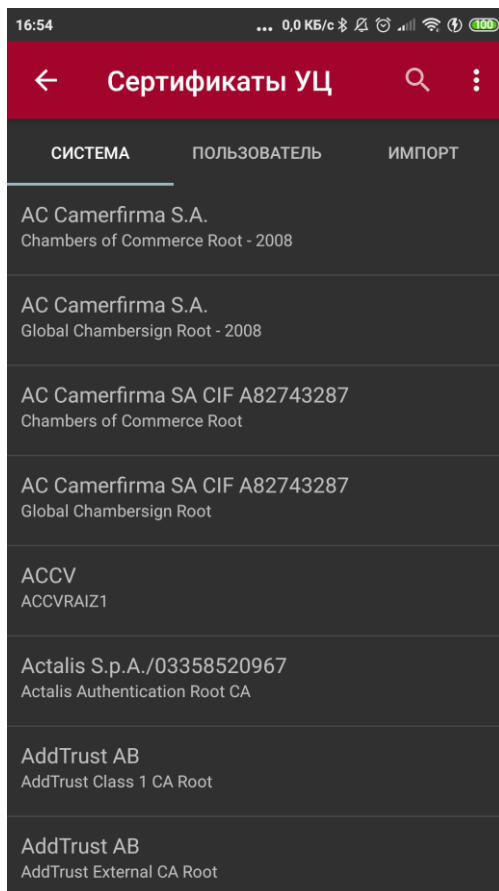 16:54 ... 0,0 КБ/с 100
Сертификаты УЦ
СИСТЕМА ПОЛЬЗОВАТЕЛЬ ИМПОРТ
AC Camerfirma S.A.
Chambers of Commerce Root - 2008
AC Camerfirma S.A.
Global Chambersign Root - 2008
AC Camerfirma SA CIF A82743287
Chambers of Commerce Root
AC Camerfirma SA CIF A82743287
Global Chambersign Root
ACCV
ACCVRAIZ1
Actalis S.p.A./03358520967
Actalis Authentication Root CA
AddTrust AB
AddTrust Class 1 CA Root
AddTrust AB
AddTrust External CA Root